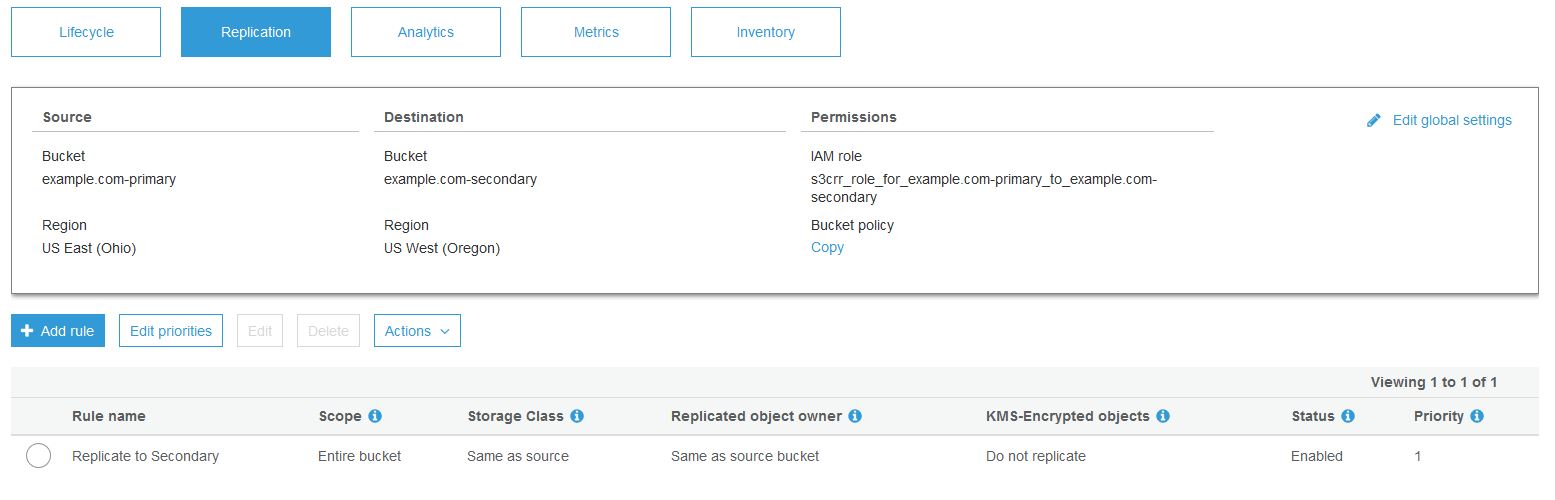 Lifecycle Replication Analytics Metrics Inventory
Source Destination Permissions Edit global settings
Bucket Bucket IAM role
example.com-primary example.com-secondary s3crr_role_for_example.com-primary_to_example.com-
secondary
Region Region Bucket policy
US East (Ohio) US West (Oregon) Copy
Add rule Edit priorities Edit Delete Actions
Viewing 1 to 1 of 1
Rule name Scope Storage Class Replicated object owner KMS-Encrypted objects Status Priority
Replicate to Secondary Entire bucket Same as source Same as source bucket Do not replicate Enabled 1